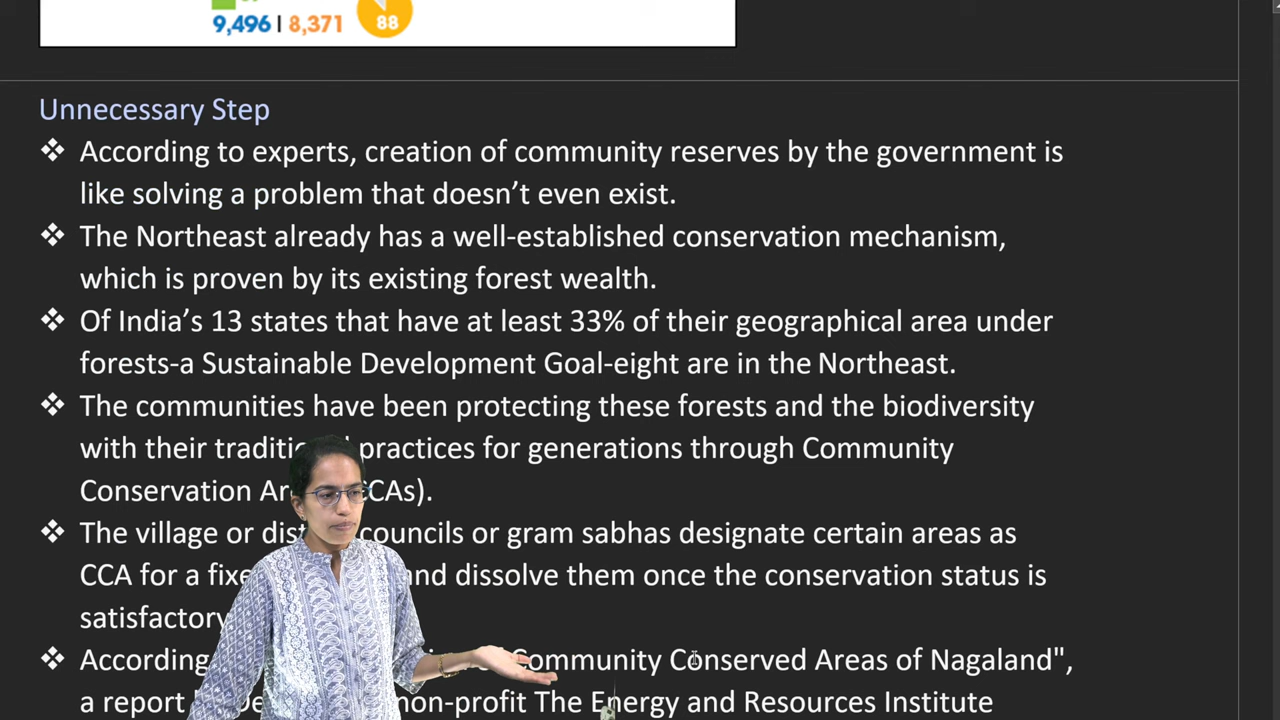 9,496 | 8,371
88
Unnecessary Step
❖ According to experts, creation of community reserves by the government is
like solving a problem that doesn’t even exist.
❖ The Northeast already has a well-established conservation mechanism,
which is proven by its existing forest wealth.
❖ Of India’s 13 states that have at least 33% of their geographical area under
forests-a Sustainable Development Goal-eight are in the Northeast.
❖ The communities have been protecting these forests and the biodiversity
with their practices for generations through Community
Conservation CCAs).
❖ The village or councils or gram sabhas designate certain areas as
CCA for a and dissolve them once the conservation status is
satisfactory
❖ According Community Conserved Areas of Nagaland",
a report non-profit The Energy and Resources Institute